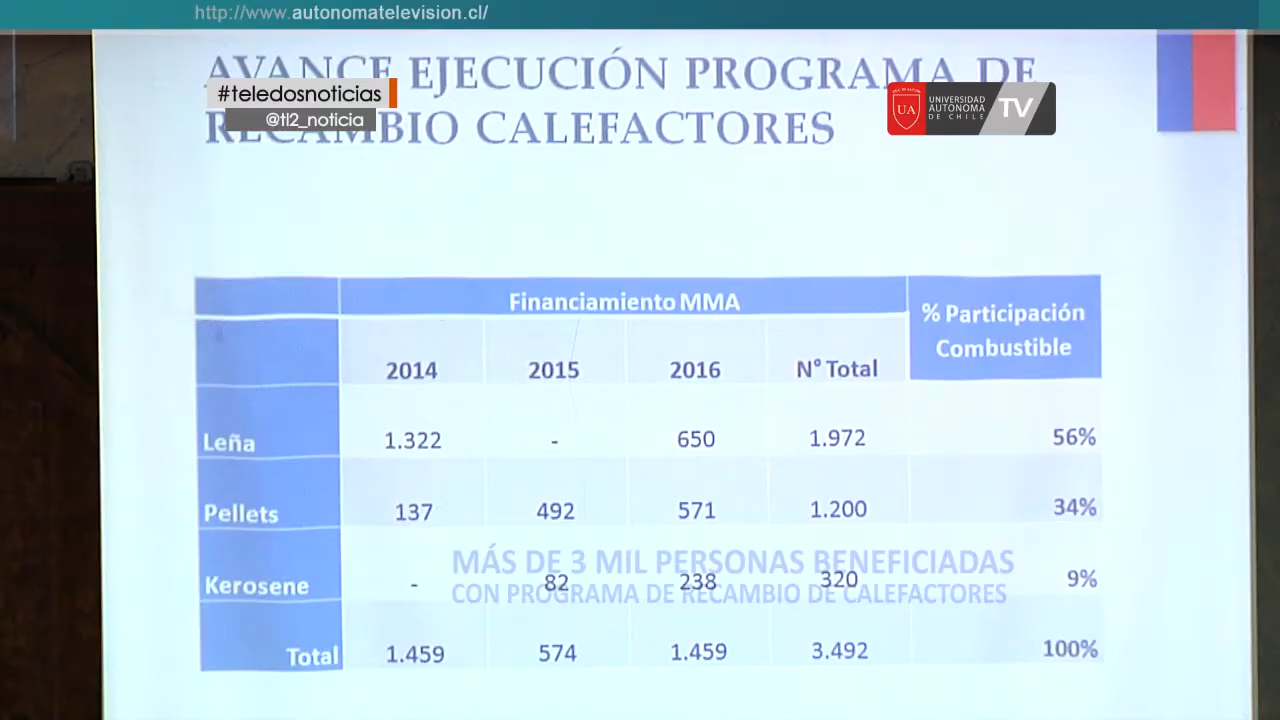 http://www.autonomatelevision.cl/
AVANCE EJECUCIÓN PROGRAMA DE
RECAMBIO CALEFACTORES
#teledosnoticias
@tl2_noticia
UA
UNIVERSIDAD
AUTÓNOMA
DE CHILE
TV
Financiamiento MMA
% Participación
Combustible
2014 2015 2016 N° Total
Leña 1.322 - 650 1.972 56%
Pellets 137 492 571 1.200 34%
MÁS DE 3 MIL PERSONAS BENEFICIADAS
Kerosene - 82 238 320 9%
CON PROGRAMA DE RECAMBIO DE CALEFACTORES
Total 1.459 574 1.459 3.492 100%